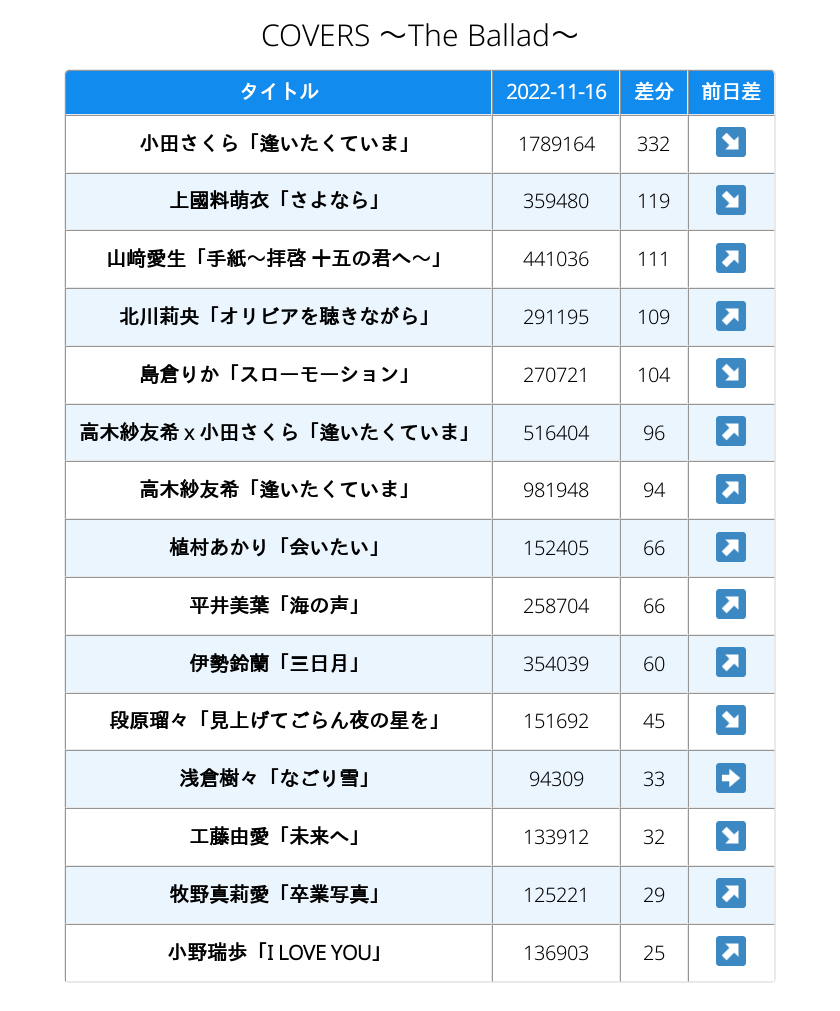 COVERS ～The Ballad～
タイトル 2022-11-16 差分 前日差
小田さくら「逢いたくていま」 1789164 332 ↘
上國料萌衣「さよなら」 359480 119 ↘
山﨑愛生「手紙～拝啓 十五の君へ～」 441036 111 ↗
北川莉央「オリビアを聴きながら」 291195 109 ↗
島倉りか「スローモーション」 270721 104 ↘
高木紗友希 x 小田さくら「逢いたくていま」 516404 96 ↗
高木紗友希「逢いたくていま」 981948 94 ↗
植村あかり「会いたい」 152405 66 ↗
平井美葉「海の声」 258704 66 ↗
伊勢鈴蘭「三日月」 354039 60 ↗
段原瑠々「見上げてごらん夜の星を」 151692 45 ↘
浅倉樹々「なごり雪」 94309 33 ➡
工藤由愛「未来へ」 133912 32 ↘
牧野真莉愛「卒業写真」 125221 29 ↗
小野瑞歩「I LOVE YOU」 136903 25 ↗